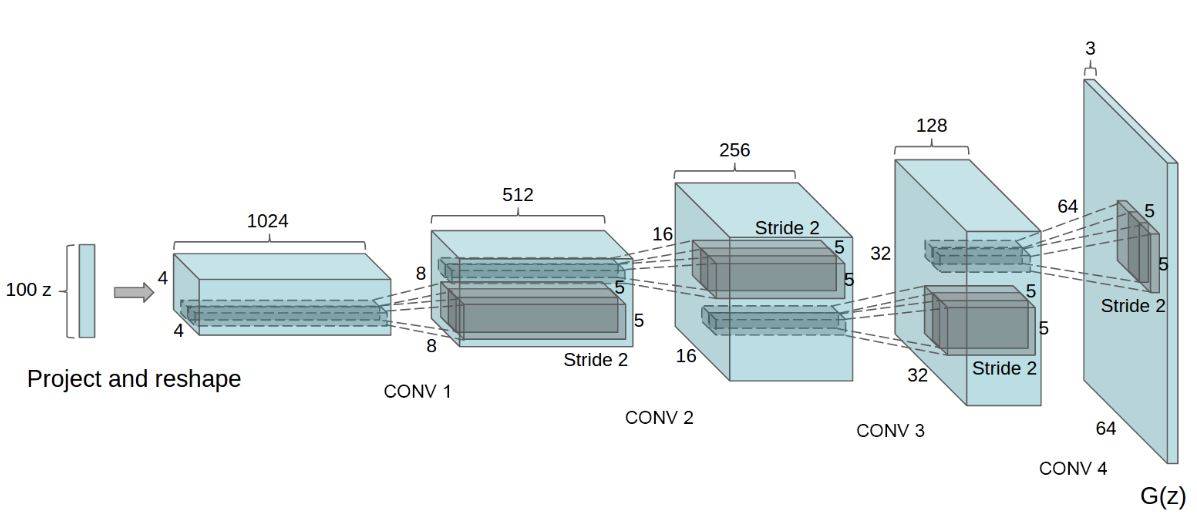 100 z
Project and reshape
1024
4
4
CONV 1
512
8
8
5
5
Stride 2
CONV 2
256
16
16
Stride 2
5
5
CONV 3
128
32
32
5
5
Stride 2
CONV 4
3
64
64
5
5
Stride 2
G(z)